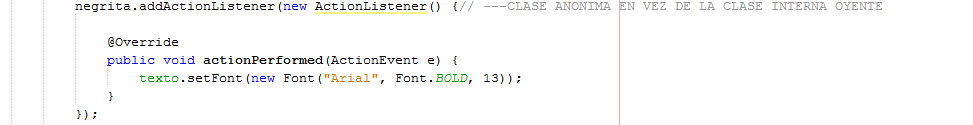 negrita.addActionListener(new ActionListener() {// ---CLASE ANONIMA EN VEZ DE LA CLASE INTERNA OYENTE
@Override
public void actionPerformed(ActionEvent e) {
texto.setFont(new Font("Arial", Font.BOLD, 13));
}
});